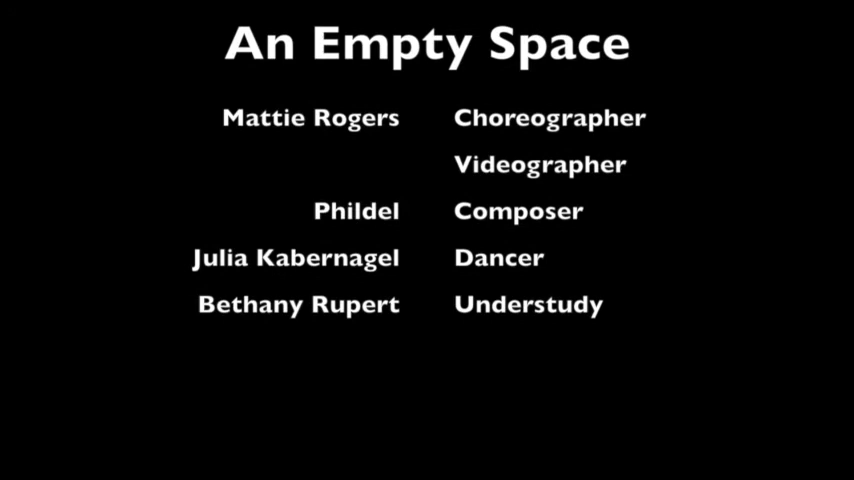 An Empty Space
Mattie Rogers Choreographer
Videographer
Phildel Composer
Julia Kabernagel Dancer
Bethany Rupert Understudy